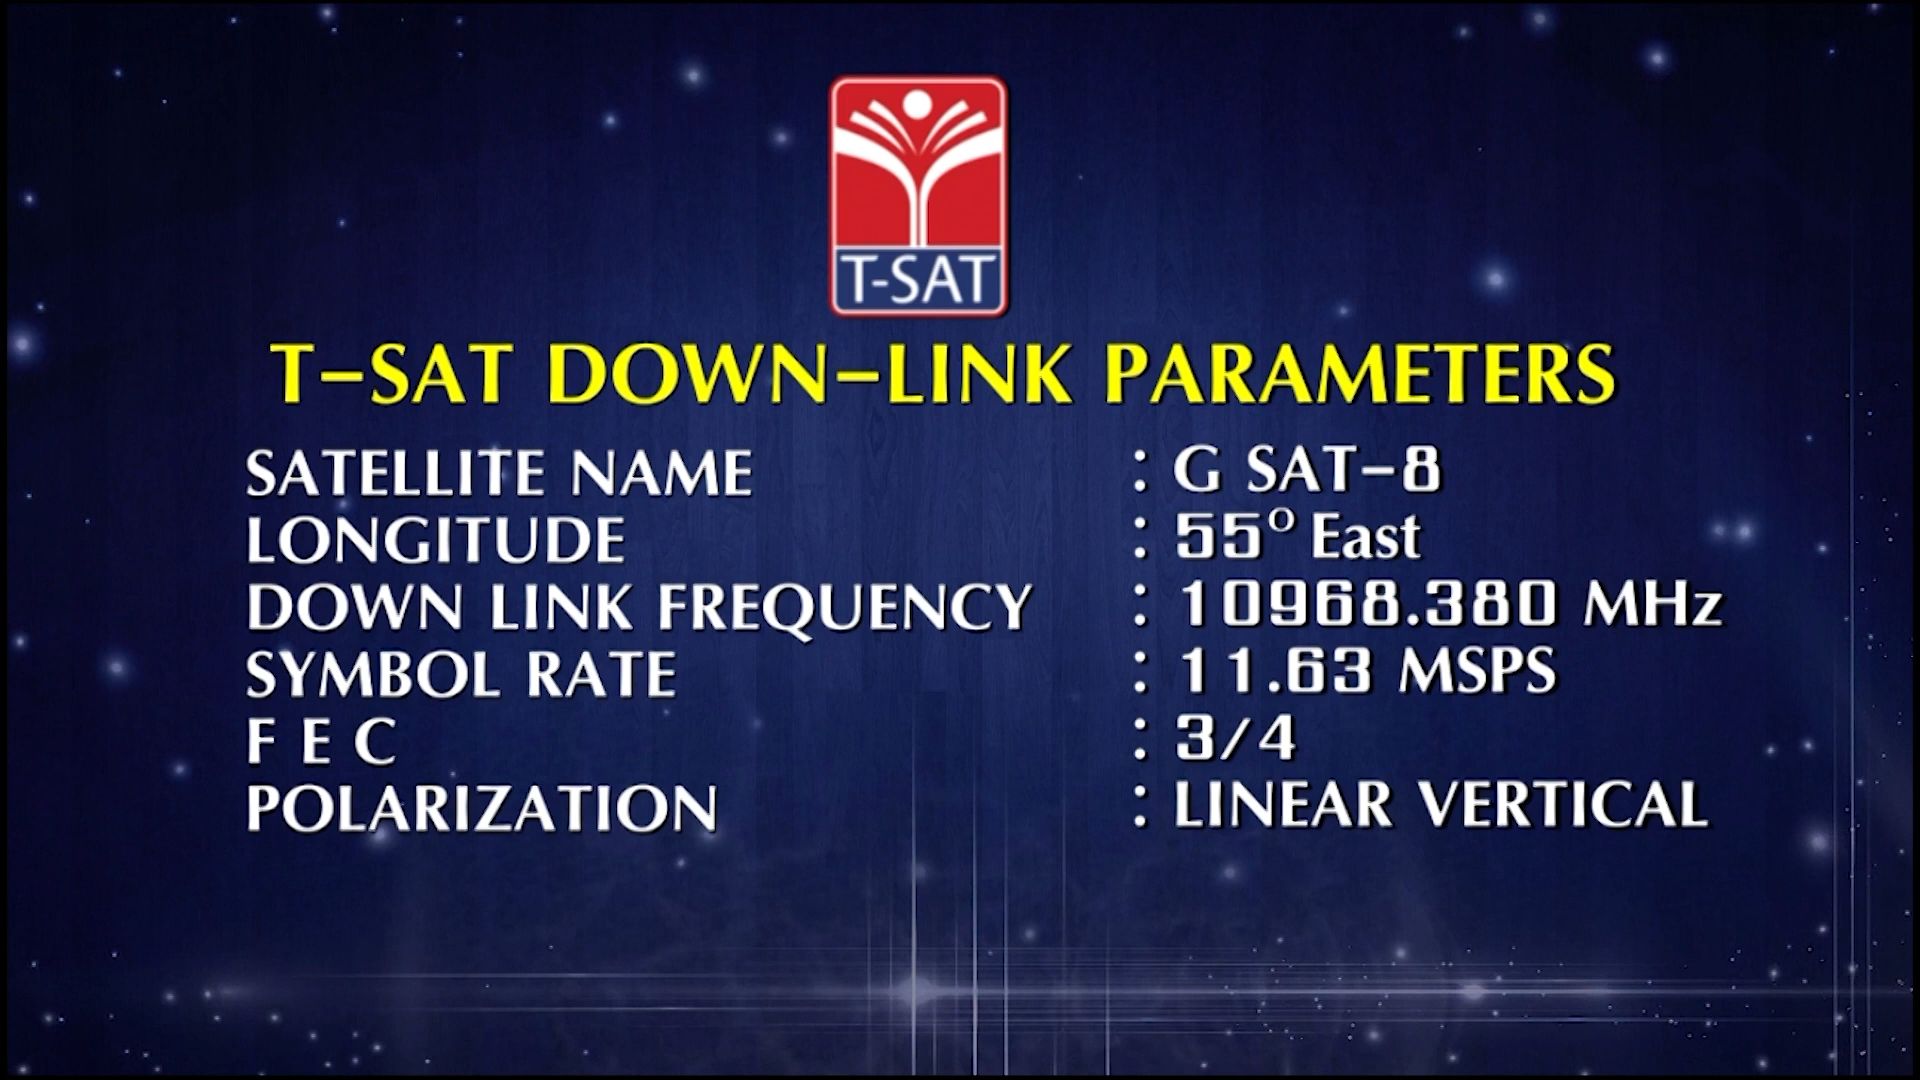 T-SAT
T-SAT DOWN-LINK PARAMETERS
SATELLITE NAME : G SAT-8
LONGITUDE : 55° East
DOWN LINK FREQUENCY : 10968.380 MHz
SYMBOL RATE : 11.63 MSPS
F E C : 3/4
POLARIZATION : LINEAR VERTICAL